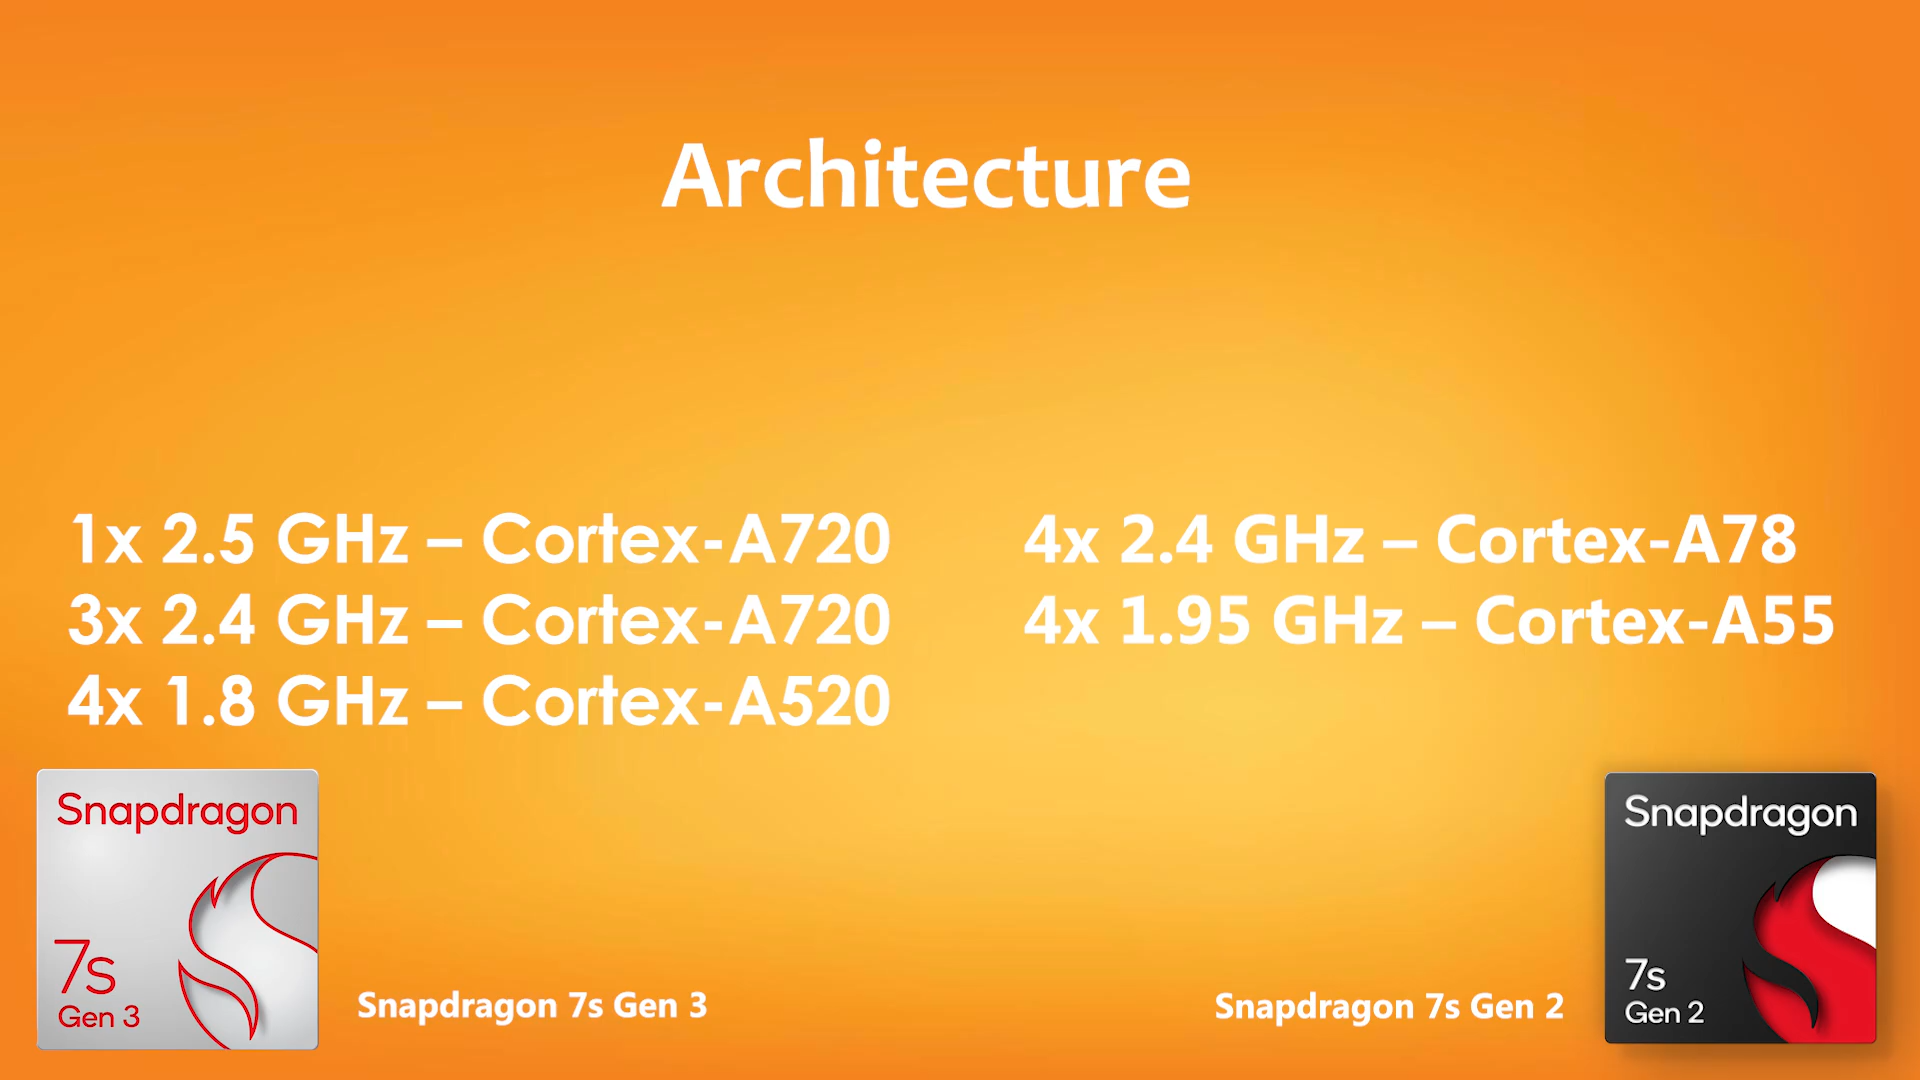 Architecture
1x 2.5 GHz – Cortex-A720
3x 2.4 GHz – Cortex-A720
4x 1.8 GHz – Cortex-A520
4x 2.4 GHz – Cortex-A78
4x 1.95 GHz – Cortex-A55
Snapdragon
7s
Gen 3
Snapdragon 7s Gen 3
Snapdragon 7s Gen 2
Snapdragon
7s
Gen 2